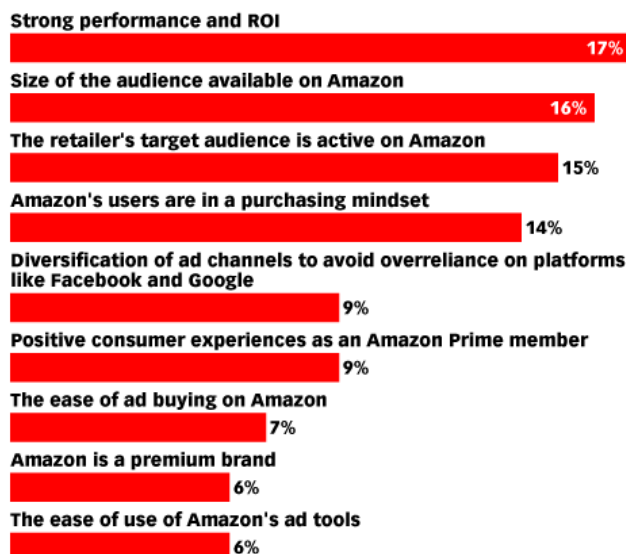 Strong performance and ROI
17%
Size of the audience available on Amazon
16%
The retailer's target audience is active on Amazon
15%
Amazon's users are in a purchasing mindset
14%
Diversification of ad channels to avoid overreliance on platforms
like Facebook and Google
9%
Positive consumer experiences as an Amazon Prime member
9%
The ease of ad buying on Amazon
7%
Amazon is a premium brand
6%
The ease of use of Amazon's ad tools
6%